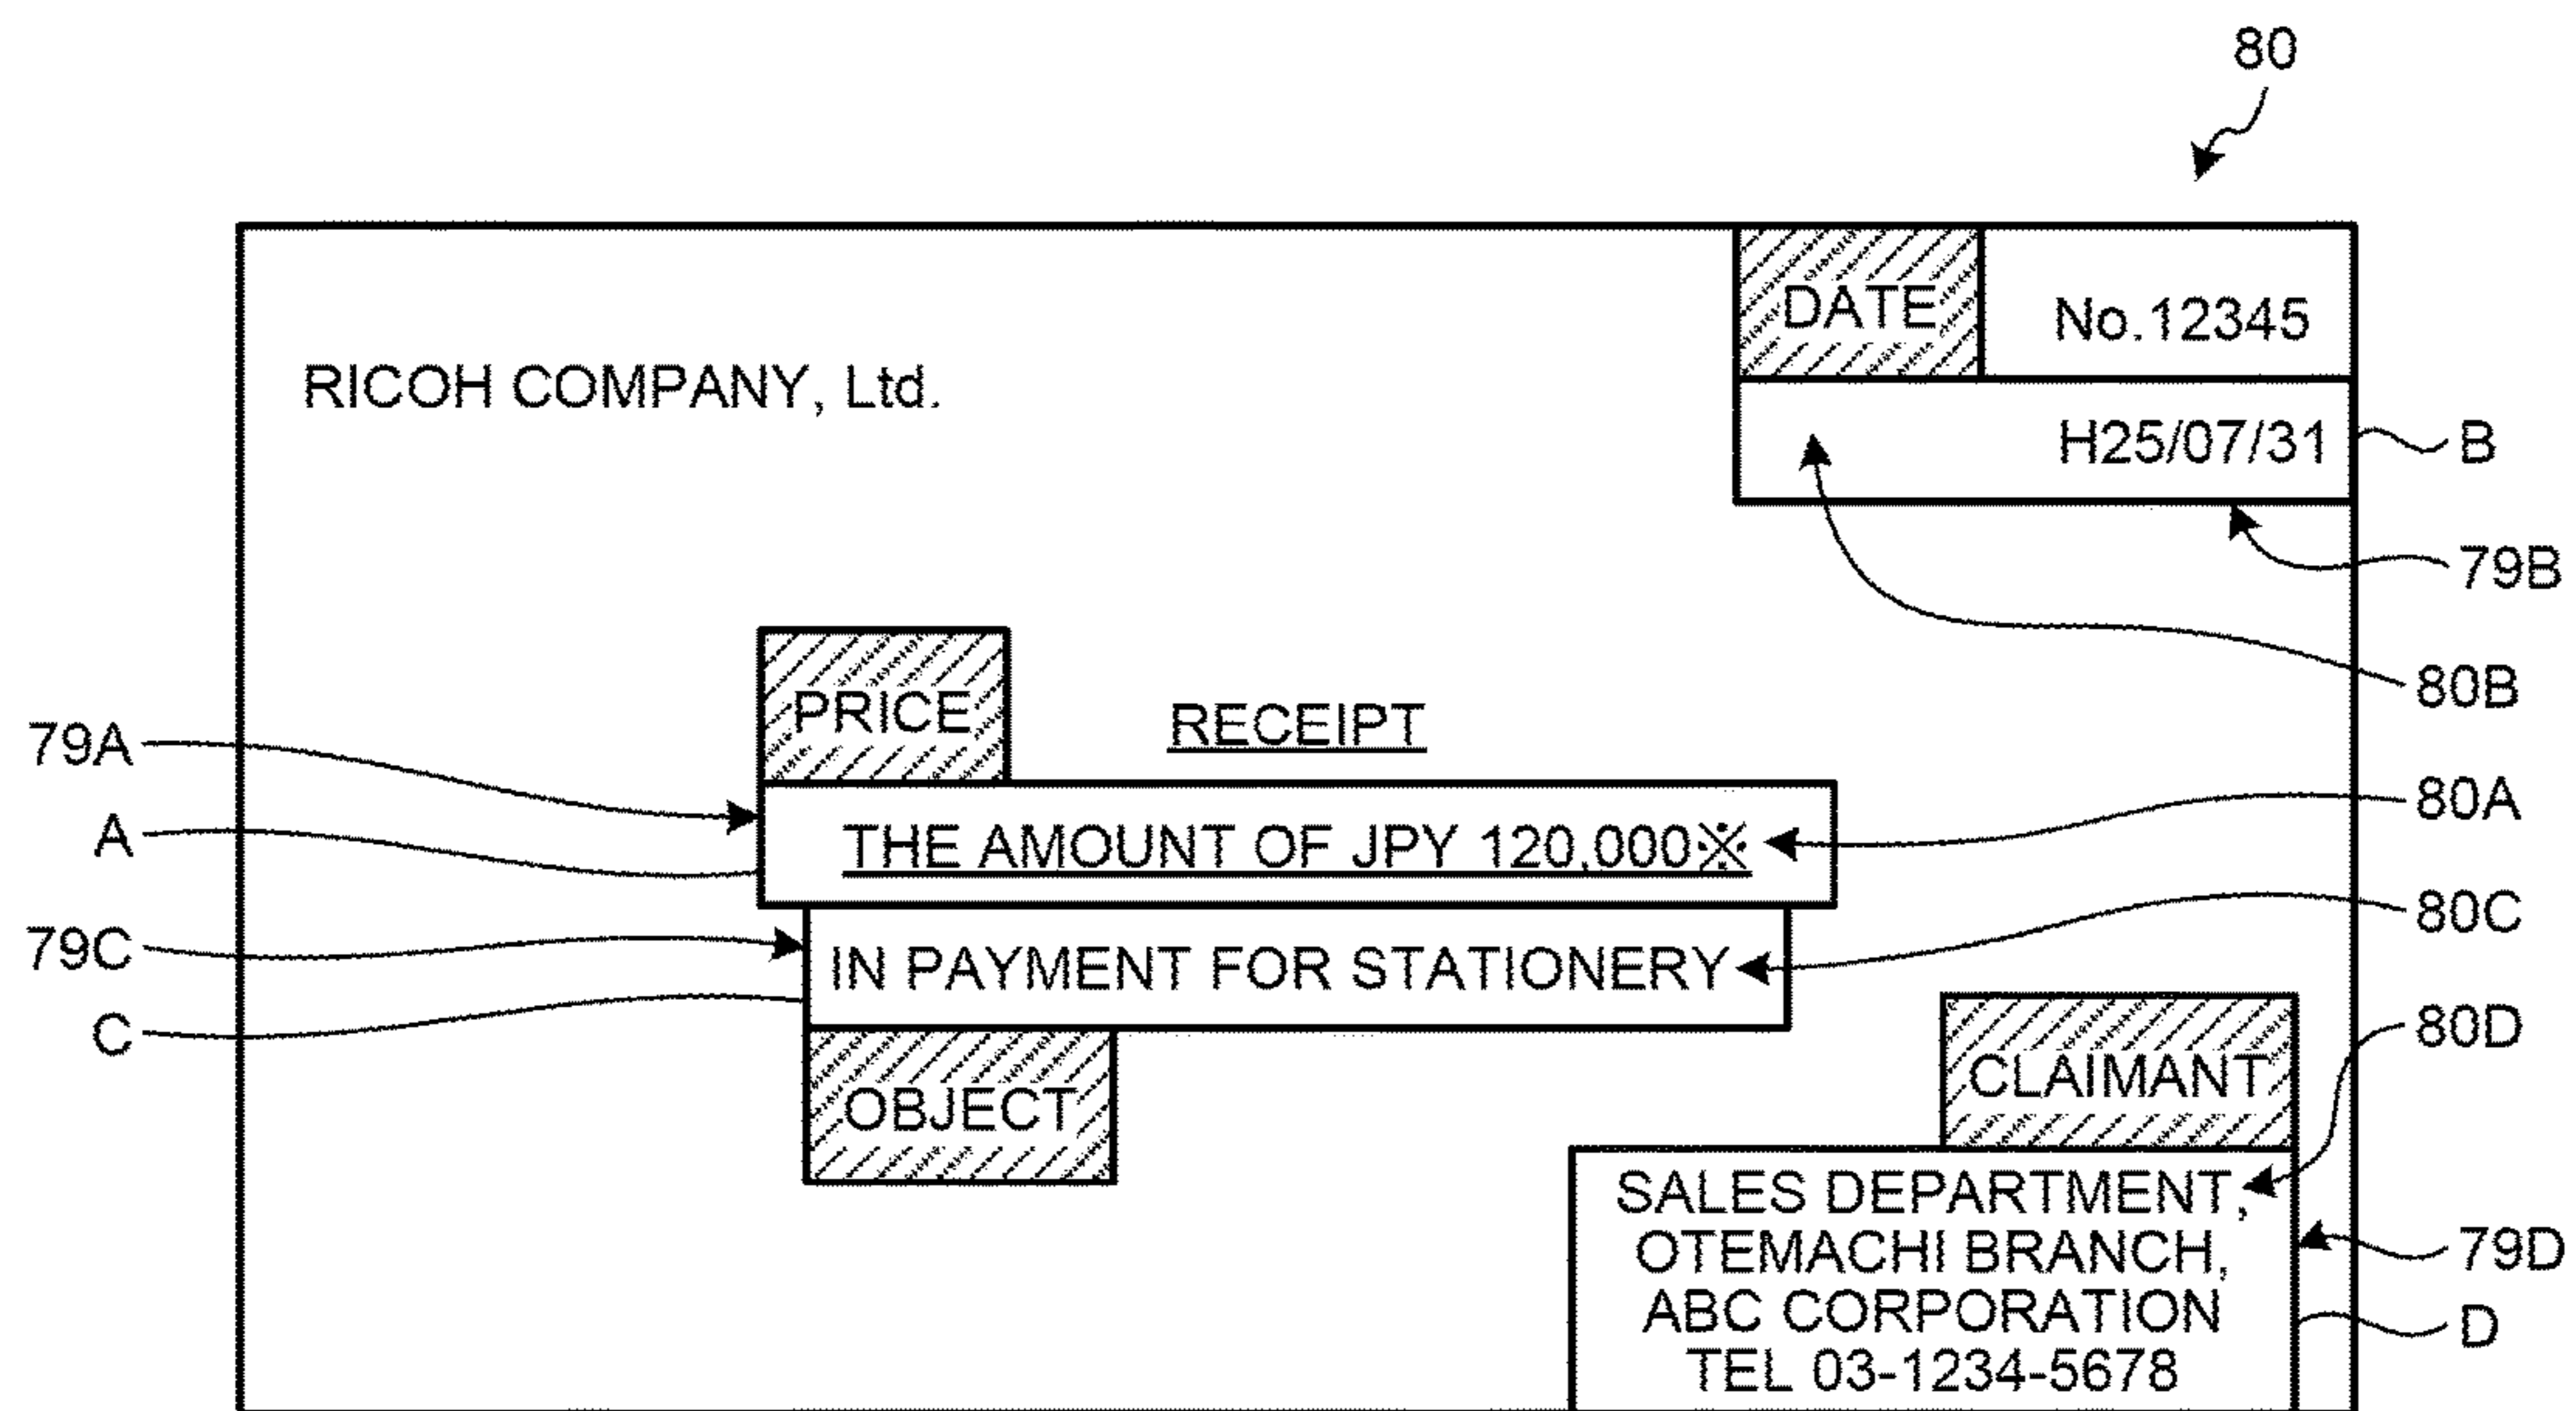 80
DATE
No.12345
RICOH COMPANY, Ltd.
H25/07/31
B
79B
80B
PRICE
RECEIPT
79A
80A
THE AMOUNT OF JPY 120,000※
A
80C
79C
IN PAYMENT FOR STATIONERY
C
80D
CLAIMANT
OBJECT
SALES DEPARTMENT,
OTEMACHI BRANCH,
79D
ABC CORPORATION
D
TEL 03-1234-5678